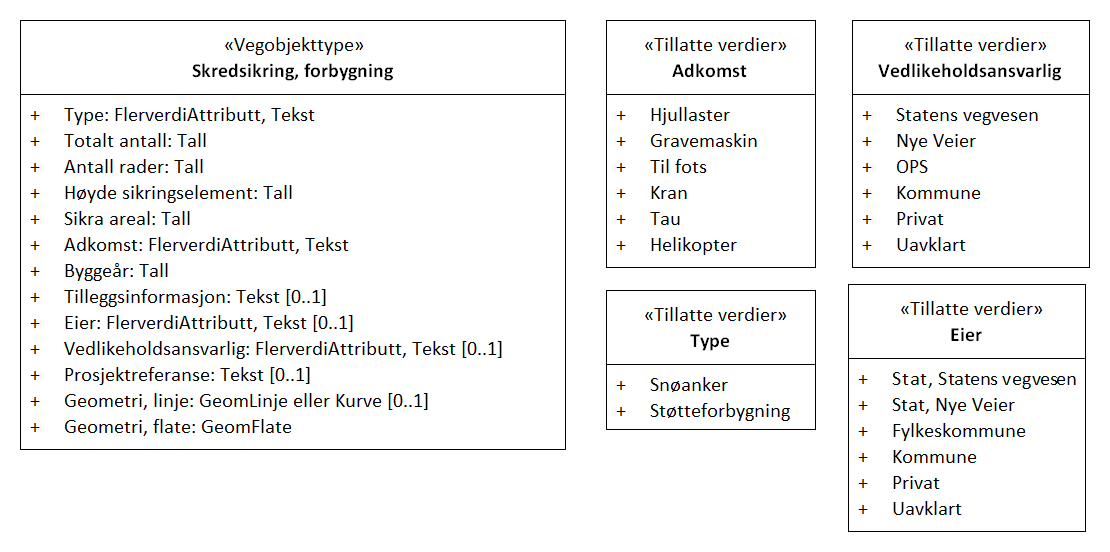 «Vegobjekttype»
Skredsikring, forbygning
+ Type: FlerverdiAttributt, Tekst
+ Totalt antall: Tall
+ Antall rader: Tall
+ Høyde sikringselement: Tall
+ Sikra areal: Tall
+ Adkomst: FlerverdiAttributt, Tekst
+ Byggeår: Tall
+ Tilleggsinformasjon: Tekst [0..1]
+ Eier: FlerverdiAttributt, Tekst [0..1]
+ Vedlikeholdsansvarlig: FlerverdiAttributt, Tekst [0..1]
+ Prosjektreferanse: Tekst [0..1]
+ Geometri, linje: GeomLinje eller Kurve [0..1]
+ Geometri, flate: GeomFlate
«Tillatte verdier»
Adkomst
+ Hjullaster
+ Gravemaskin
+ Til fots
+ Kran
+ Tau
+ Helikopter
«Tillatte verdier»
Vedlikeholdsansvarlig
+ Statens vegvesen
+ Nye Veier
+ OPS
+ Kommune
+ Privat
+ Uavklart
«Tillatte verdier»
Type
+ Snøanker
+ Støtteforbygning
«Tillatte verdier»
Eier
+ Stat, Statens vegvesen
+ Stat, Nye Veier
+ Fylkeskommune
+ Kommune
+ Privat
+ Uavklart